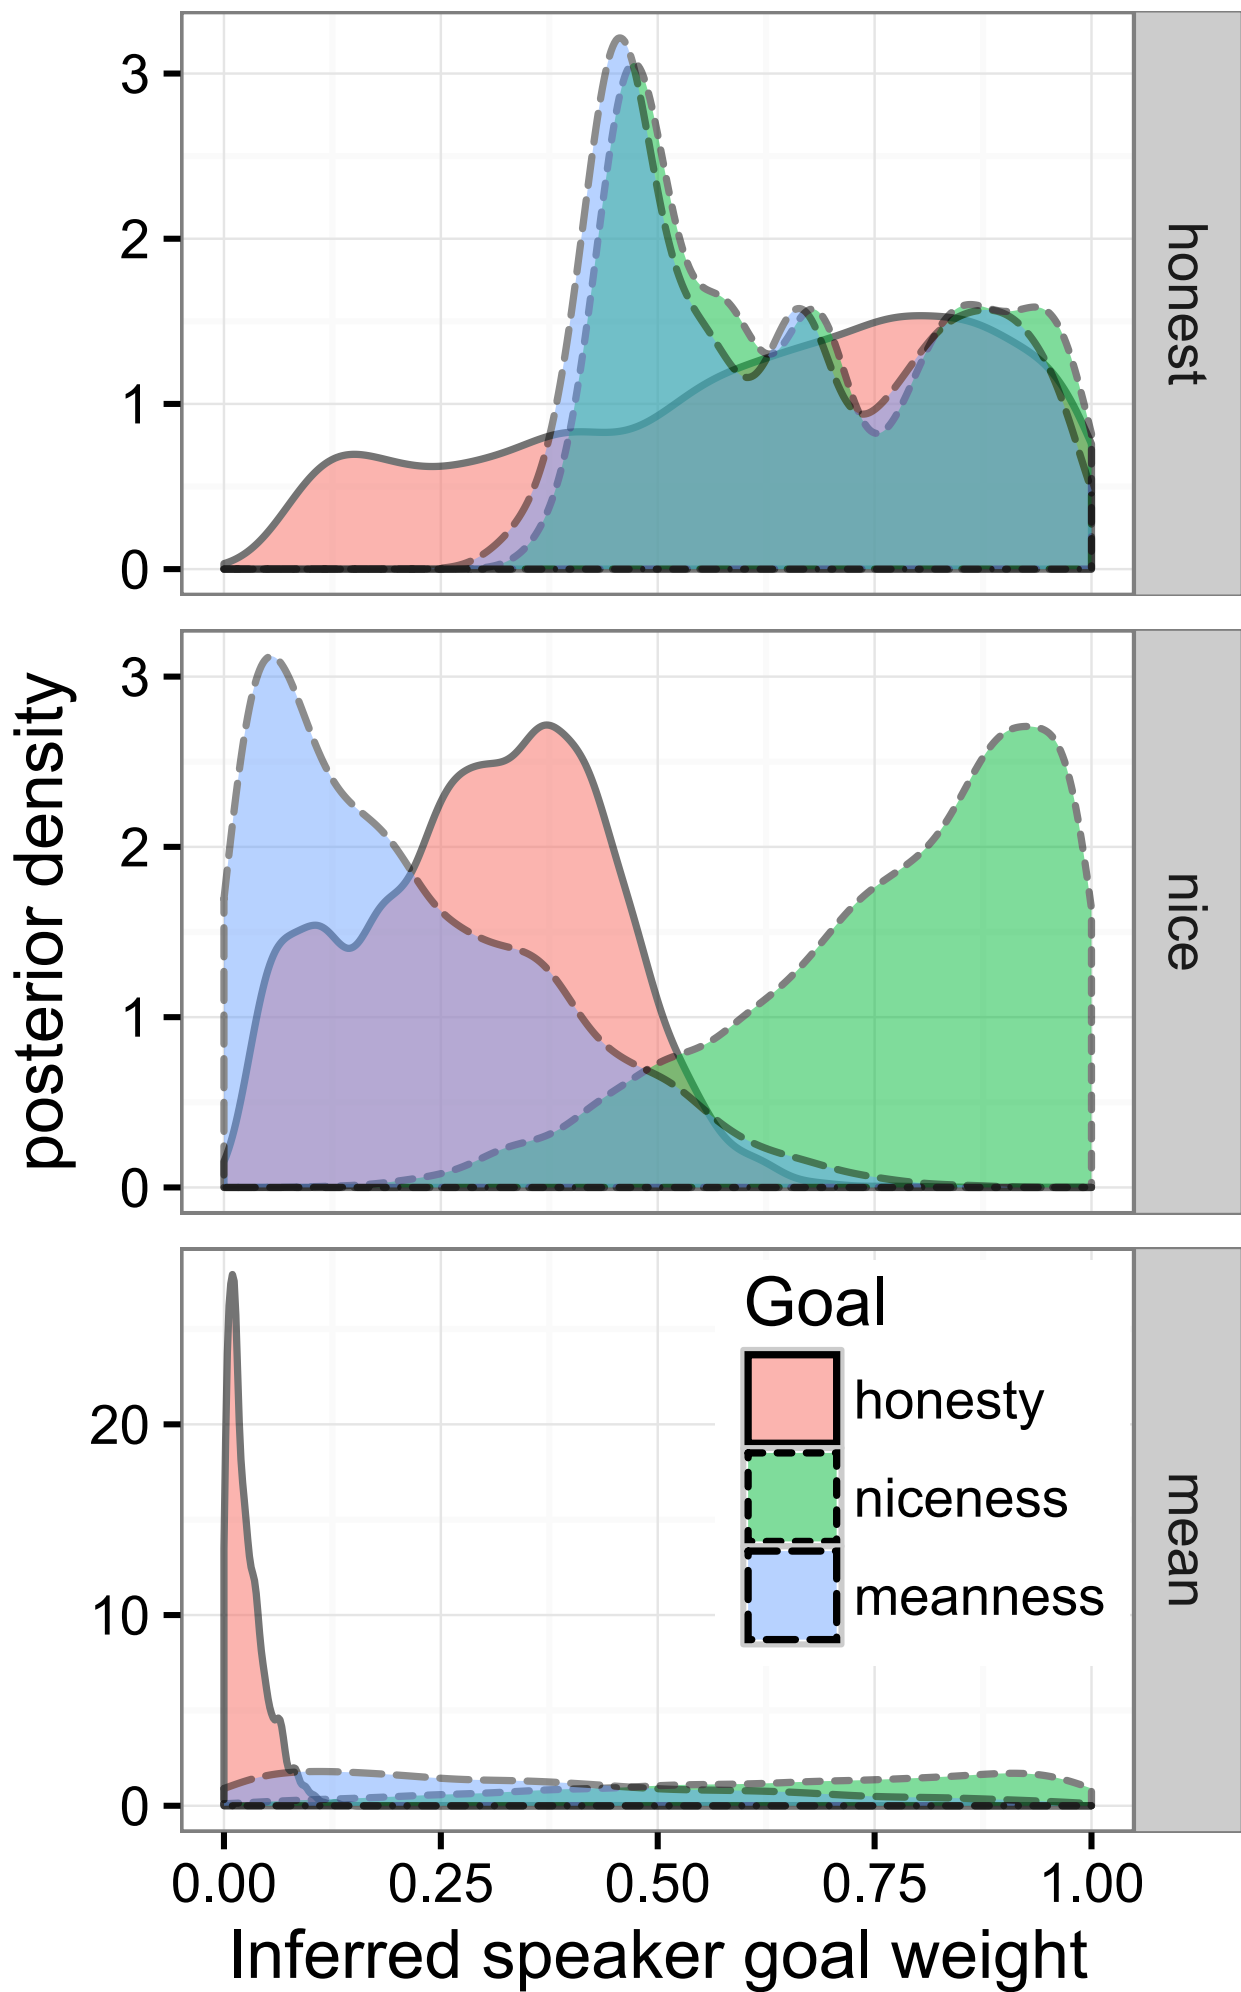 3
2
1
0
honest
3
2
1
0
nice
posterior density
20
10
0
mean
Goal
honesty
niceness
meanness
0.00 0.25 0.50 0.75 1.00
Inferred speaker goal weight